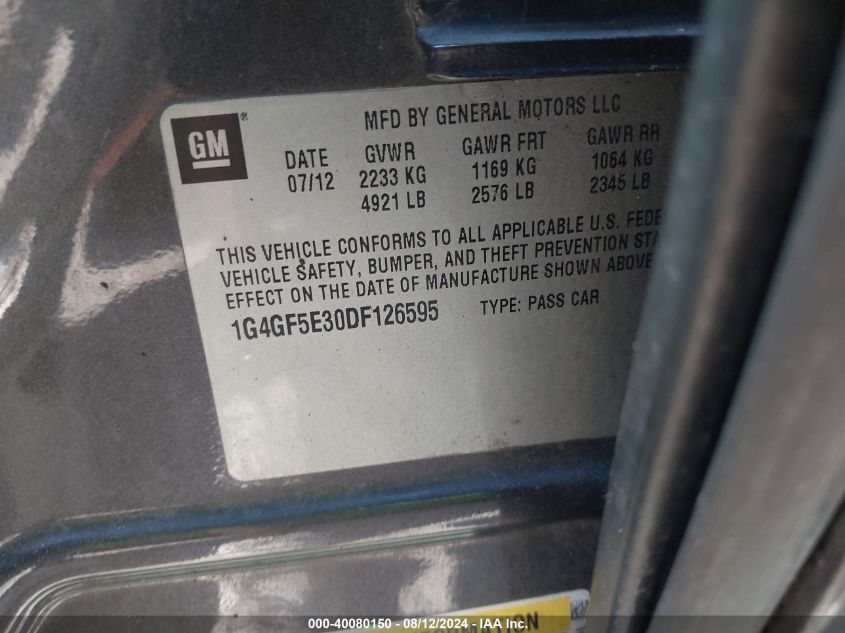 MFD BY GENERAL MOTORS LLC
GM
DATE GVWR GAWR FRT GAWR RR
07/12 2233 KG 1169 KG 1064 KG
4921 LB 2576 LB 2345 LB
THIS VEHICLE CONFORMS TO ALL APPLICABLE U.S. FEDE
VEHICLE SAFETY, BUMPER, AND THEFT PREVENTION STA
EFFECT ON THE DATE OF MANUFACTURE SHOWN ABOVE
1G4GF5E30DF126595 TYPE: PASS CAR
000-40080150 - 08/12/2024 - IAA Inc.